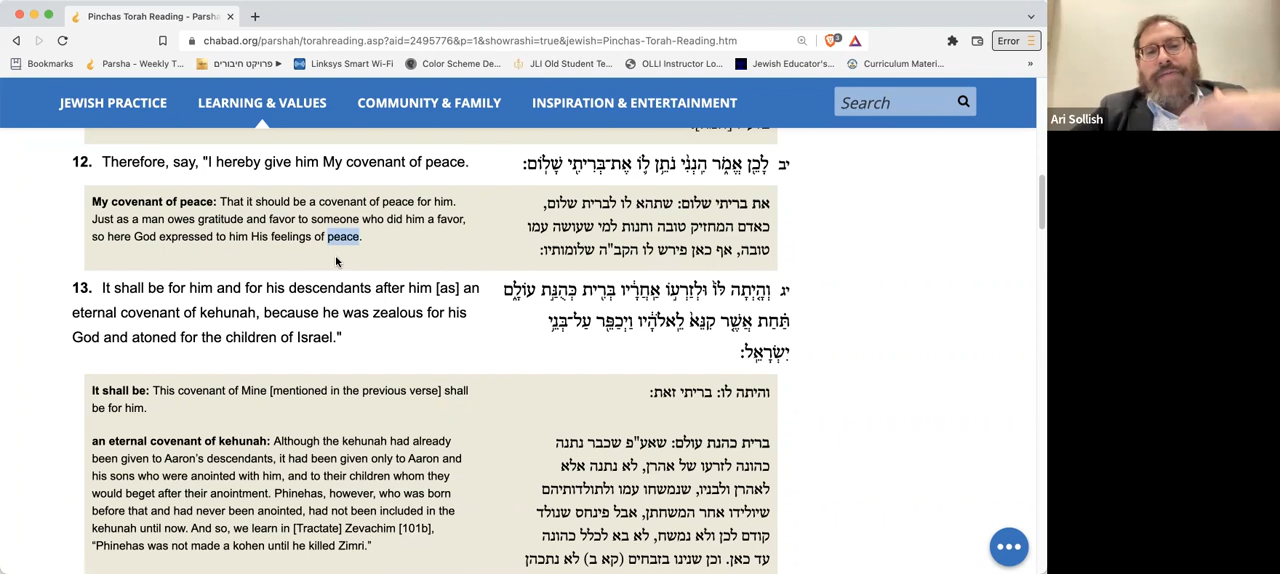 Pinchas Torah Reading - Parsha
chabad.org/parshah/torahreading.asp?aid=2495776&p=1&showrashi=true&jewish=Pinchas-Torah-Reading.htm
Error
Bookmarks
Parsha - Weekly T...
פרויקט חיבורים
Linksys Smart Wi-Fi
Color Scheme De...
JLI Old Student Te...
OLLI Instructor Lo...
Jewish Educator's...
Curriculum Materi...
»
JEWISH PRACTICE
LEARNING & VALUES
COMMUNITY & FAMILY
INSPIRATION & ENTERTAINMENT
Search
Ari Sollish
12. Therefore, say, "I hereby give him My covenant of peace.
יב לָכֵ֖ן אֱמֹ֑ר הִנְנִ֨י נֹתֵ֥ן ל֛וֹ אֶת־בְּרִיתִ֖י שָׁלֽוֹם:
My covenant of peace: That it should be a covenant of peace for him.
Just as a man owes gratitude and favor to someone who did him a favor,
so here God expressed to him His feelings of peace.
את בריתי שלום: שתהא לו לברית שלום,
כאדם המחזיק טובה וחנות למי שעושה עמו
טובה, אף כאן פירש לו הקב"ה שלומותיו:
13. It shall be for him and for his descendants after him [as] an
eternal covenant of kehunah, because he was zealous for his
God and atoned for the children of Israel."
יג וְהָ֤יְתָה לּוֹ֙ וּלְזַרְע֣וֹ אַֽחֲרָ֔יו בְּרִ֖ית כְּהֻנַּ֣ת עוֹלָ֑ם
תַּ֗חַת אֲשֶׁ֤ר קִנֵּא֙ לֵֽאלֹהָ֔יו וַיְכַפֵּ֖ר עַל־בְּנֵ֥י
יִשְׂרָאֵֽל:
It shall be: This covenant of Mine [mentioned in the previous verse] shall
be for him.
והיתה לו: בריתי זאת:
an eternal covenant of kehunah: Although the kehunah had already
been given to Aaron's descendants, it had been given only to Aaron and
his sons who were anointed with him, and to their children whom they
would beget after their anointment. Phinehas, however, who was born
before that and had never been anointed, had not been included in the
kehunah until now. And so, we learn in [Tractate] Zevachim [101b],
“Phinehas was not made a kohen until he killed Zimri.”
ברית כהנת עולם: שאע"פ שכבר נתנה
כהונה לזרעו של אהרן, לא נתנה אלא
לאהרן ולבניו, שנמשחו עמו ולתולדותיהם
שיולידו אחר המשחתן, אבל פינחס שנולד
קודם לכן ולא נמשח, לא בא לכלל כהונה
עד כאן. וכן שנינו בזבחים (קא ב) לא נתכהן